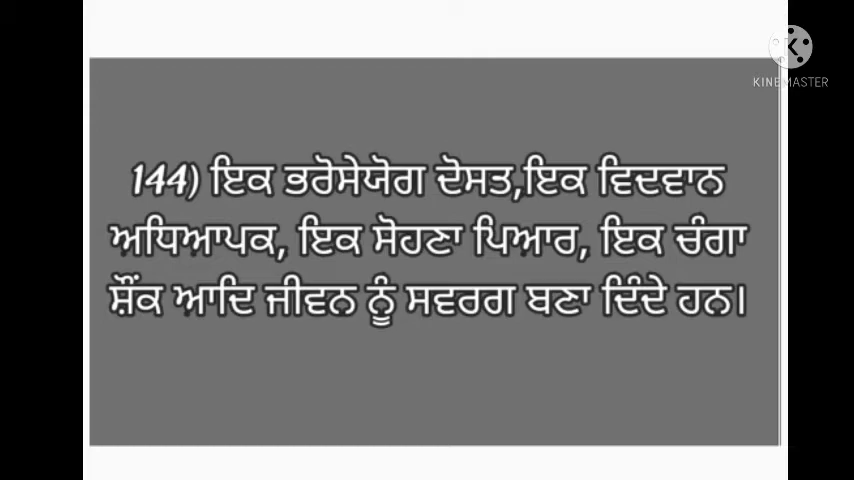 KINEMASTER
144) ਇਕ ਭਰੋਸੇਯੋਗ ਦੋਸਤ,ਇਕ ਵਿਦਵਾਨ
ਅਧਿਆਪਕ, ਇਕ ਸੋਹਣਾ ਪਿਆਰ, ਇਕ ਚੰਗਾ
ਸ਼ੌਂਕ ਆਦਿ ਜੀਵਨ ਨੂੰ ਸਵਰਗ ਬਣਾ ਦਿੰਦੇ ਹਨ।